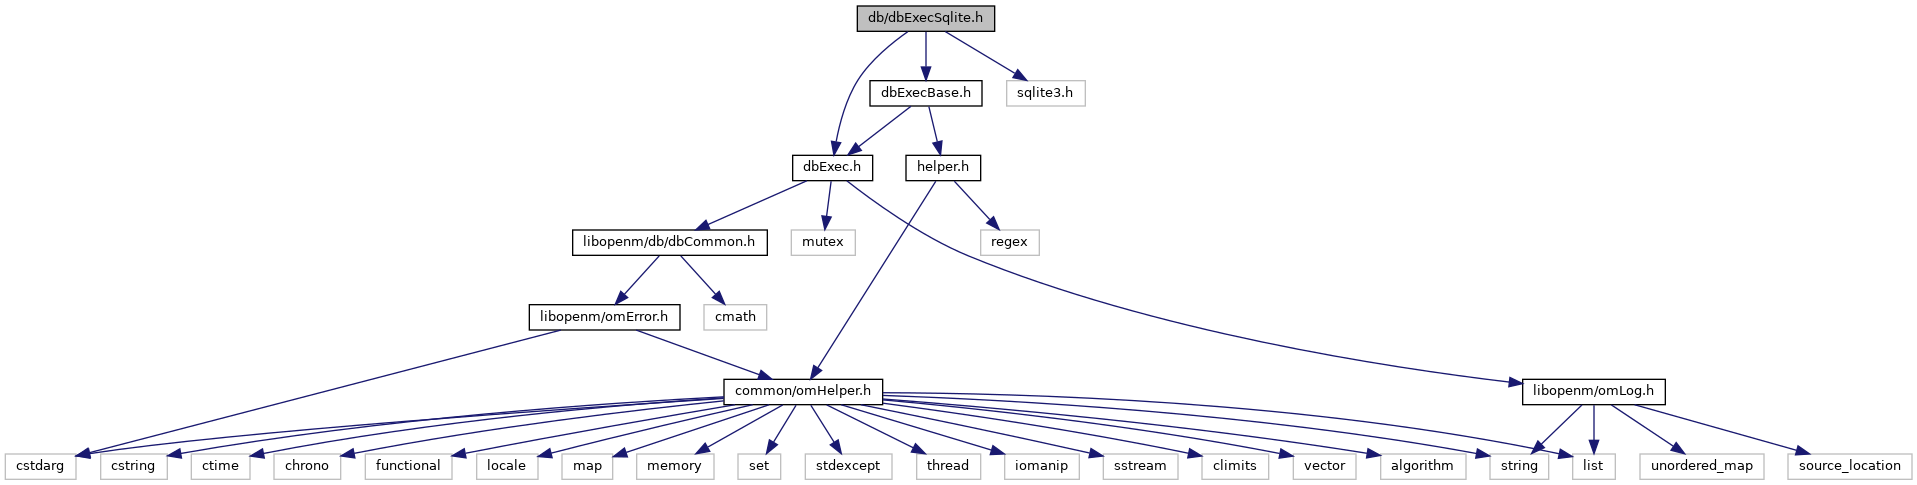 db/dbExecSqlite.h
dbExecBase.h
sqlite3.h
dbExec.h
helper.h
libopenm/db/dbCommon.h
mutex
regex
libopenm/omError.h
cmath
common/omHelper.h
libopenm/omLog.h
cstdarg
cstring
ctime
chrono
functional
locale
map
memory
set
stdexcept
thread
iomanip
sstream
climits
vector
algorithm
string
list
unordered_map
source_location